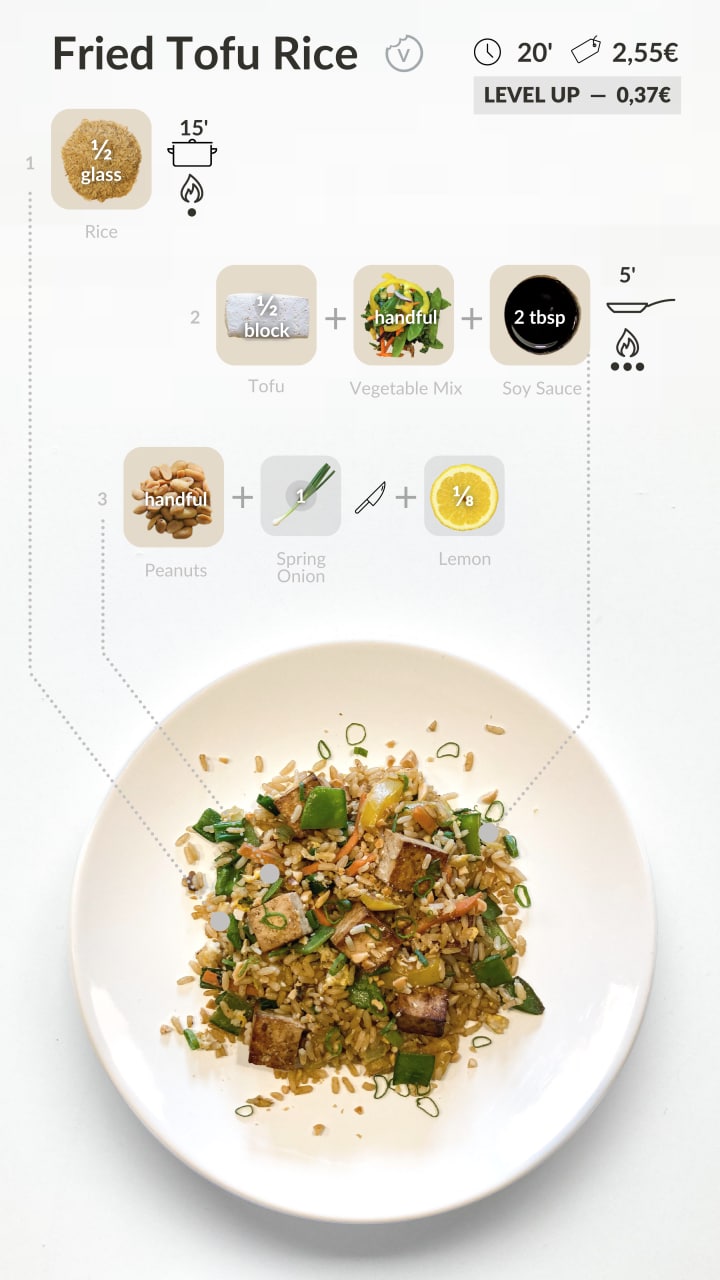 Fried Tofu Rice V 20' 2,55€
LEVEL UP — 0,37€
1
½
glass
15'
Rice
2
½
block
+
handful
+
2 tbsp
5'
Tofu
Vegetable Mix
Soy Sauce
3
handful
+
1
+
⅛
Peanuts
Spring
Onion
Lemon